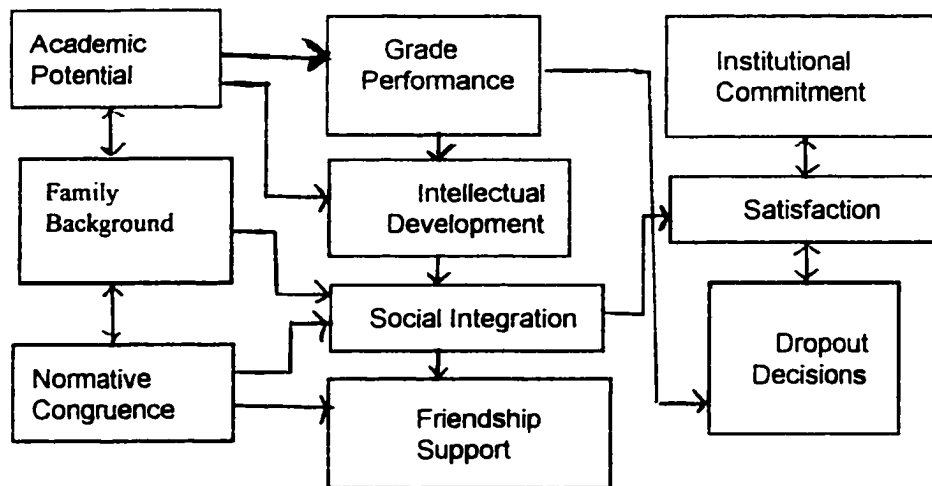 Academic
Potential
Grade
Performance
Institutional
Commitment
Family
Background
Intellectual
Development
Satisfaction
Social Integration
Normative
Congruence
Friendship
Support
Dropout
Decisions